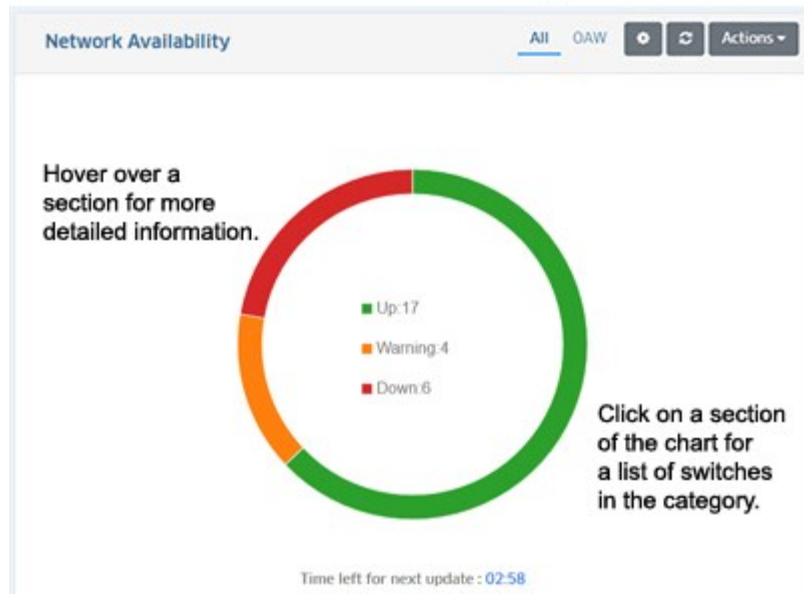 Network Availability
All OAW Actions
Hover over a
section for more
detailed information.
Up:17
Warning:4
Down:6
Click on a section
of the chart for
a list of switches
in the category.
Time left for next update : 02:58